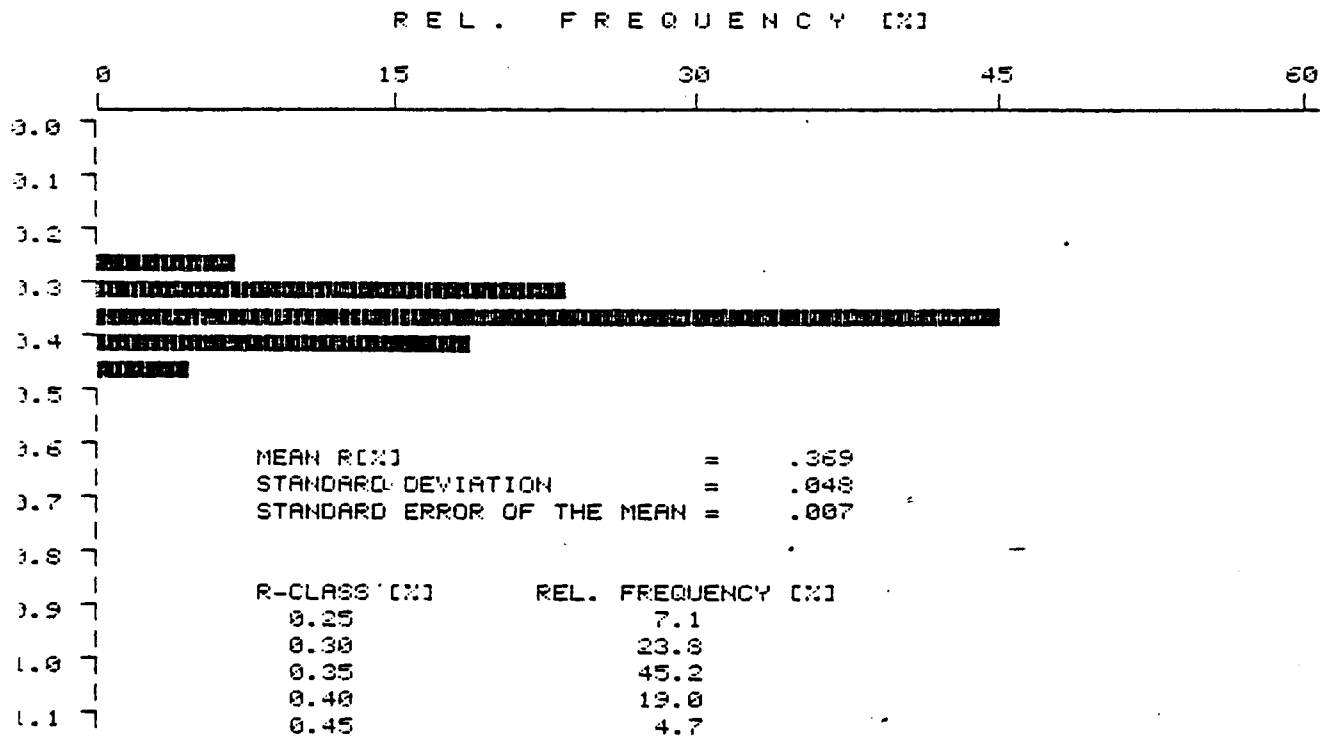 REL. FREQUENCY [%]
0 15 30 45 60
0.0
0.1
0.2
0.3
0.4
0.5
0.6
MEAN R[%] = .369
STANDARD DEVIATION = .048
0.7
STANDARD ERROR OF THE MEAN = .007
0.8
R-CLASS [%] REL. FREQUENCY [%]
0.9
0.25 7.1
0.30 23.8
1.0
0.35 45.2
0.40 19.0
1.1
0.45 4.7